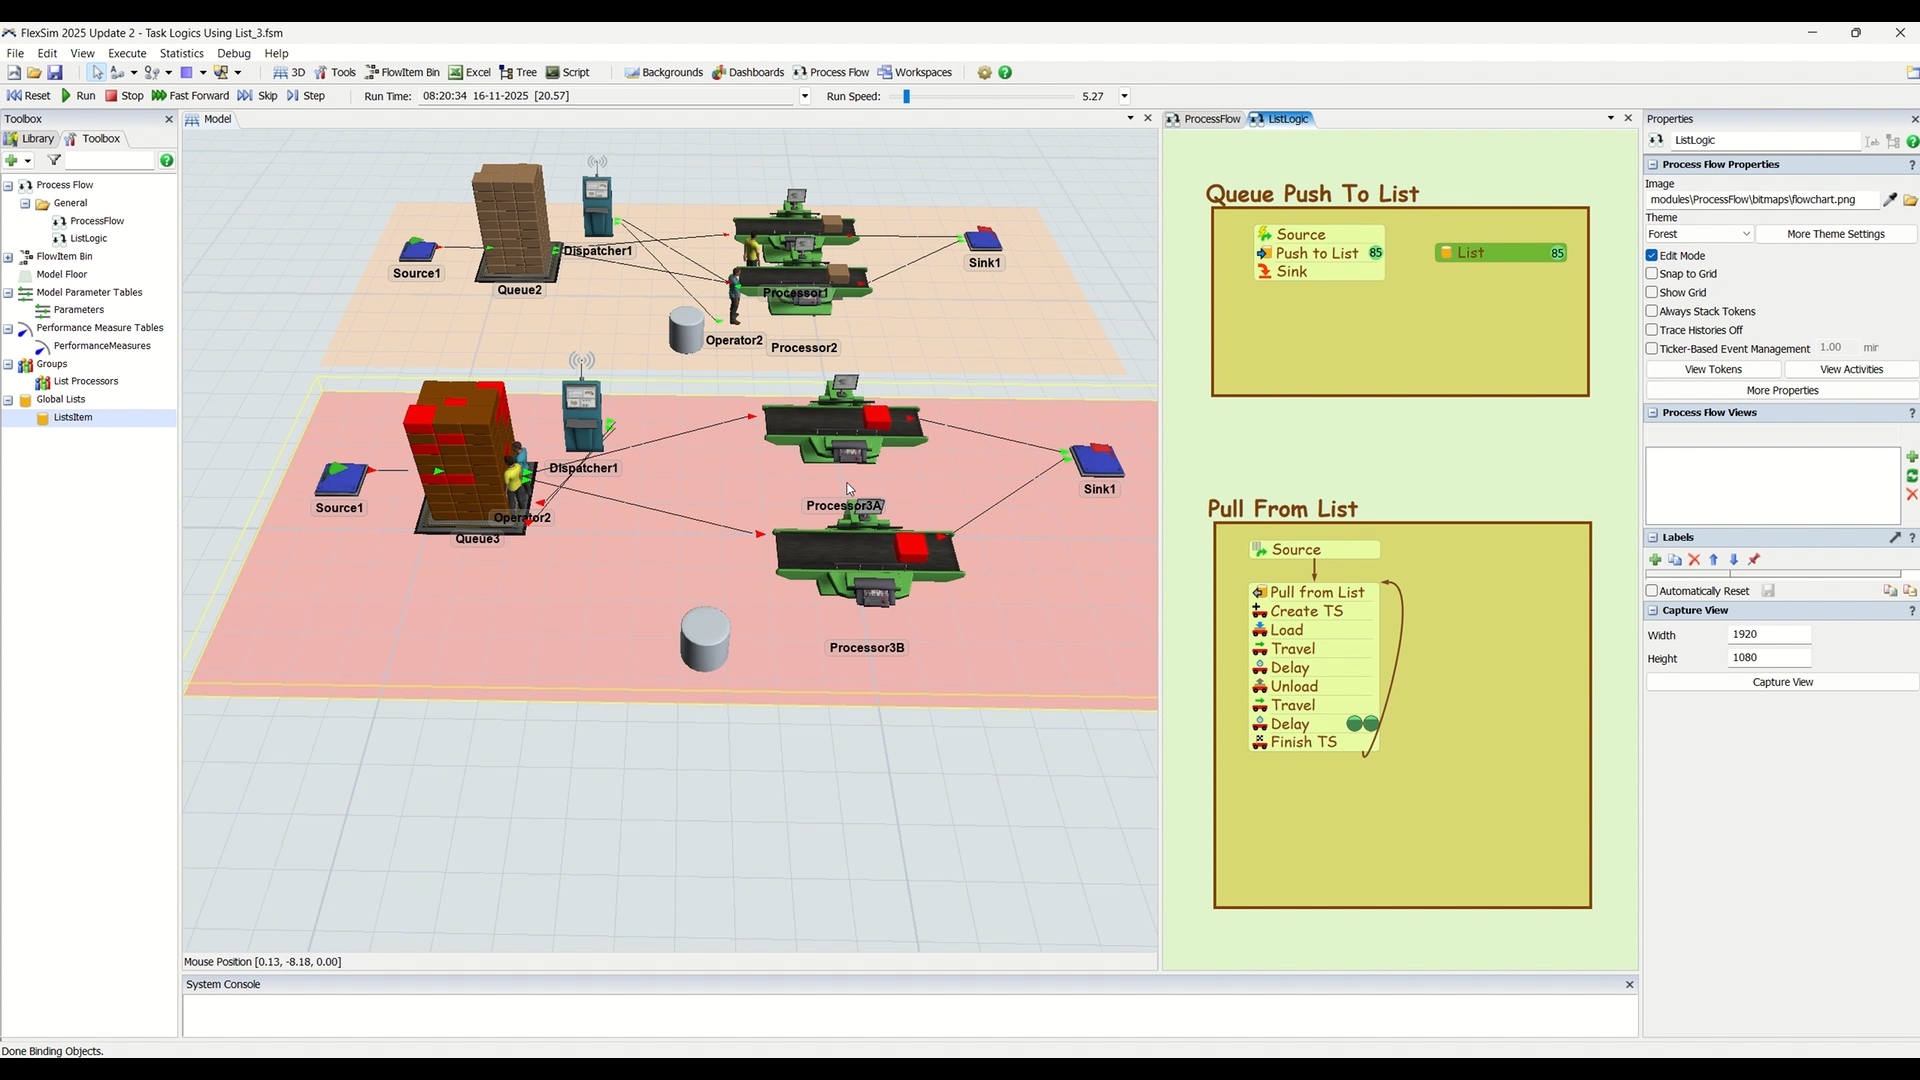 FlexSim 2025 Update 2 - Task Logics Using List_3.fsm
File Edit View Execute Statistics Debug Help
3D Tools FlowItem Bin Excel Tree Script Backgrounds Dashboards Process Flow Workspaces
Reset Run Stop Fast Forward Skip Step Run Time: 08:20:34 16-11-2025 [20.57] Run Speed: 5.27
Toolbox
Library Toolbox
Process Flow
General
ProcessFlow
ListLogic
FlowItem Bin
Model Floor
Model Parameter Tables
Parameters
Performance Measure Tables
PerformanceMeasures
Groups
List Processors
Global Lists
ListsItem
Model
Source1
Queue2
Dispatcher1
Processor1
Sink1
Operator2
Processor2
Source1
Queue3
Dispatcher1
Operator2
Processor3A
Sink1
Processor3B
Mouse Position [0.13, -8.18, 0.00]
ProcessFlow ListLogic
Queue Push To List
Source
Push to List 85
Sink
List 85
Pull From List
Source
Pull from List
Create TS
Load
Travel
Delay
Unload
Travel
Delay
Finish TS
System Console
Properties
ListLogic
Process Flow Properties
Image
modules\ProcessFlow\bitmaps\flowchart.png
Theme
Forest More Theme Settings
Edit Mode
Snap to Grid
Show Grid
Always Stack Tokens
Trace Histories Off
Ticker-Based Event Management 1.00 min
View Tokens View Activities
More Properties
Process Flow Views
Labels
Automatically Reset
Capture View
Width 1920
Height 1080
Capture View
Done Binding Objects.